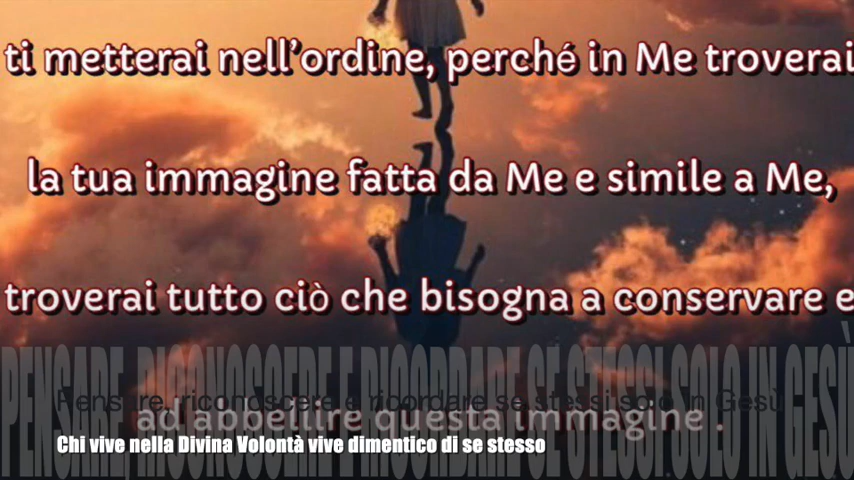 ti metterai nell’ordine, perché in Me troverai
la tua immagine fatta da Me e simile a Me,
troverai tutto ciò che bisogna a conservare e
PENSARE, RICONOSCERE E RICORDARE SE STESSI SOLO IN GESÙ
Pensare, riconoscere e ricordare se stessi solo in Gesù
ad abbellire questa immagine .
Chi vive nella Divina Volontà vive dimentico di se stesso